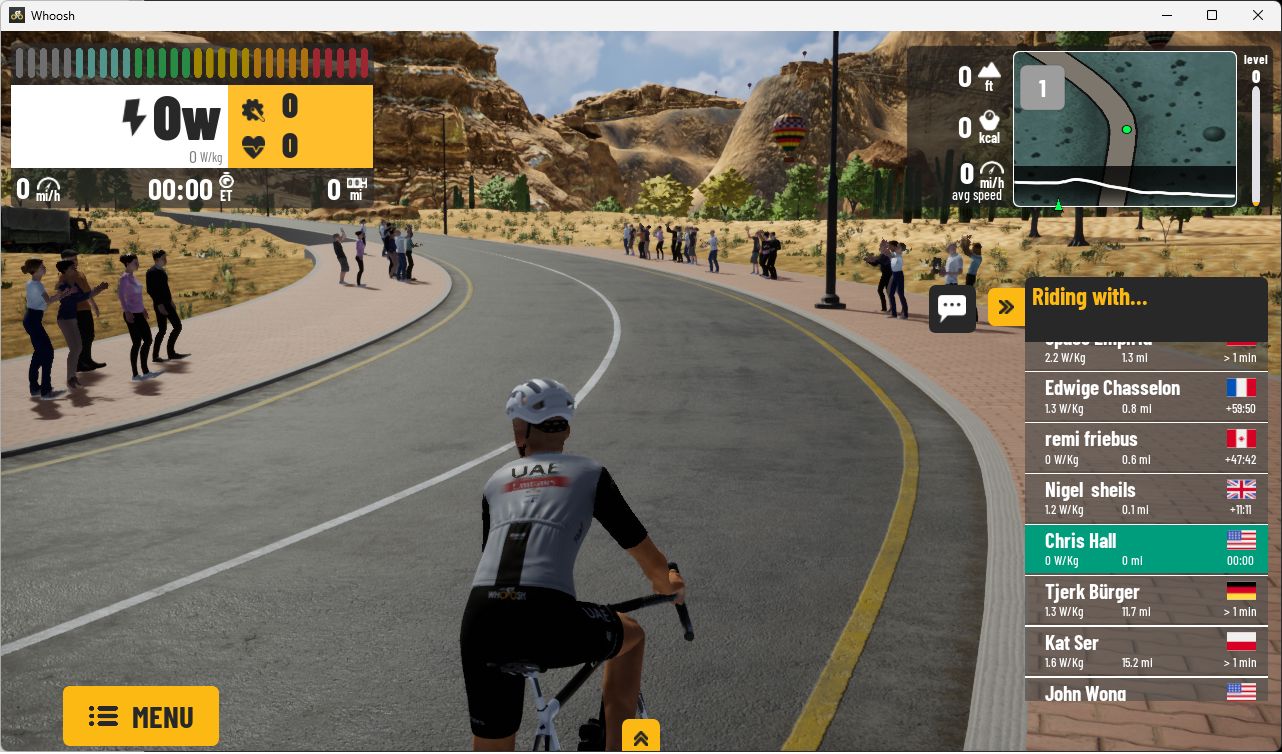 Whoosh
0w
0 W/kg
0
0
0 mi/h
00:00 ET
0 mi
0 ft
0 kcal
0 mi/h
avg speed
1
level
0
Riding with...
2.2 W/Kg 1.3 mi > 1 min
Edwige Chasselon
1.3 W/Kg 0.8 mi +59:50
remi friebus
0 W/Kg 0.6 mi +47:42
Nigel sheils
1.2 W/Kg 0.1 mi +11:11
Chris Hall
0 W/Kg 0 mi 00:00
Tjerk Bürger
1.3 W/Kg 11.7 mi > 1 min
Kat Ser
1.6 W/Kg 15.2 mi > 1 min
John Wong
UAE
Emirates
WHOOSH
UAE
MENU